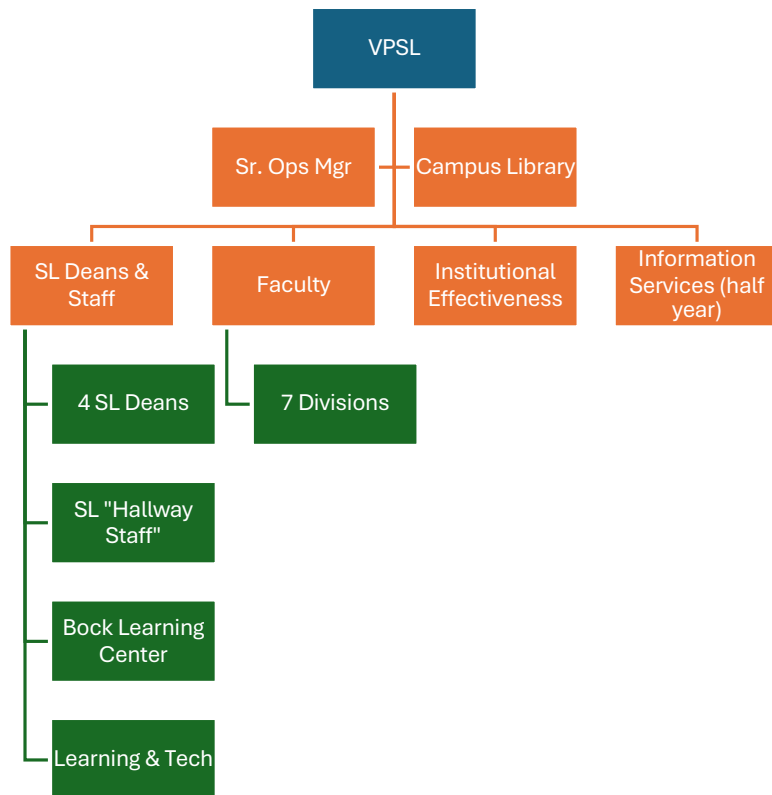 VPSL
Sr. Ops Mgr
Campus Library
SL Deans &
Staff
Faculty
Institutional
Effectiveness
Information
Services (half
year)
4 SL Deans
7 Divisions
SL "Hallway
Staff"
Bock Learning
Center
Learning & Tech